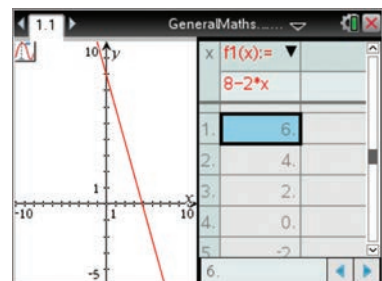 1.1 GeneralMaths......
10 y
1
x
-10 1 10
-5
x f1(x):= ▼
8-2*x
1. 6.
2. 4.
3. 2.
4. 0.
5. -2.
6.